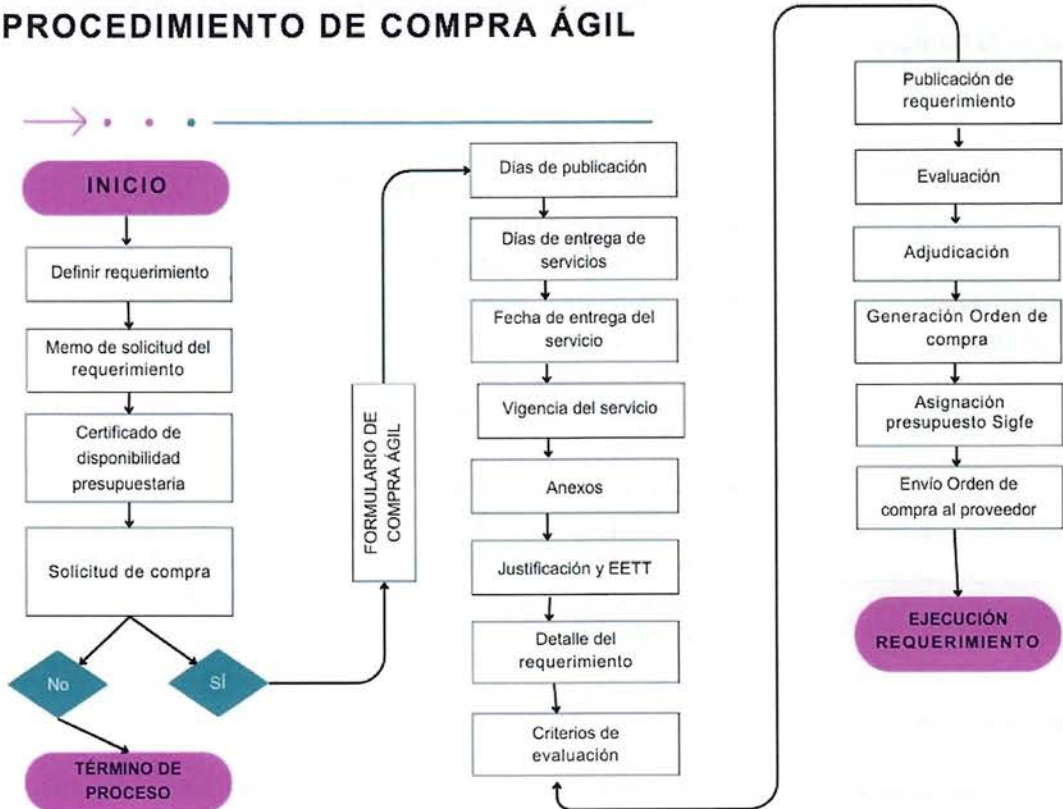 PROCEDIMIENTO DE COMPRA ÁGIL
INICIO
Definir requerimiento
Memo de solicitud del
requerimiento
Certificado de
disponibilidad
presupuestaria
Solicitud de compra
No
SÍ
TÉRMINO DE
PROCESO
FORMULARIO DE
COMPRA ÁGIL
Días de publicación
Días de entrega de
servicios
Fecha de entrega del
servicio
Vigencia del servicio
Anexos
Justificación y EETT
Detalle del
requerimiento
Criterios de
evaluación
Publicación de
requerimiento
Evaluación
Adjudicación
Generación Orden de
compra
Asignación
presupuesto Sigfe
Envío Orden de
compra al proveedor
EJECUCIÓN
REQUERIMIENTO